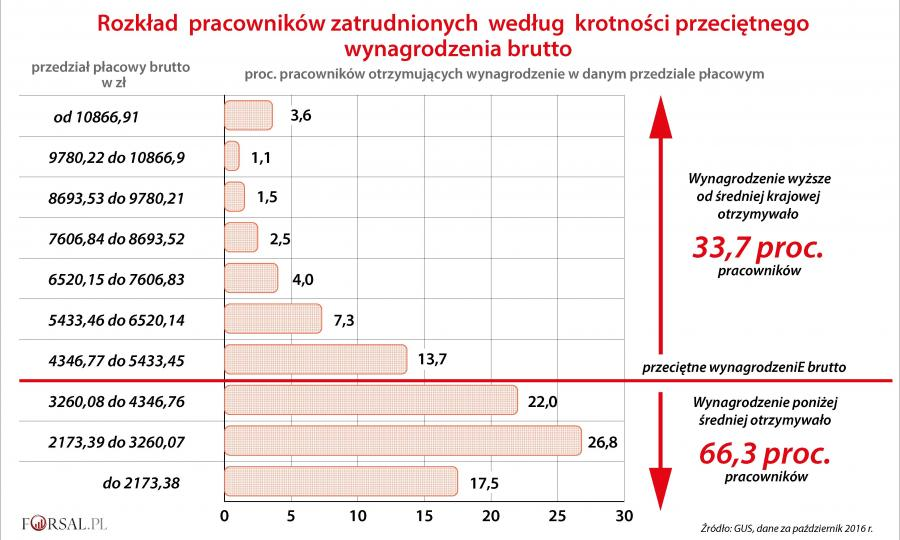 Rozkład pracowników zatrudnionych według krotności przeciętnego
wynagrodzenia brutto
przedział płacowy brutto
w zł
proc. pracowników otrzymujących wynagrodzenie w danym przedziale płacowym
od 10866,91
3,6
9780,22 do 10866,9
1,1
8693,53 do 9780,21
1,5
7606,84 do 8693,52
2,5
6520,15 do 7606,83
4,0
5433,46 do 6520,14
7,3
4346,77 do 5433,45
13,7
3260,08 do 4346,76
22,0
2173,39 do 3260,07
26,8
do 2173,38
17,5
0 5 10 15 20 25 30
Wynagrodzenie wyższe
od średniej krajowej
otrzymywało
33,7 proc.
pracowników
przeciętne wynagrodzeniE brutto
Wynagrodzenie poniżej
średniej otrzymywało
66,3 proc.
pracowników
FORSAL.PL
Źródło: GUS, dane za październik 2016 r.